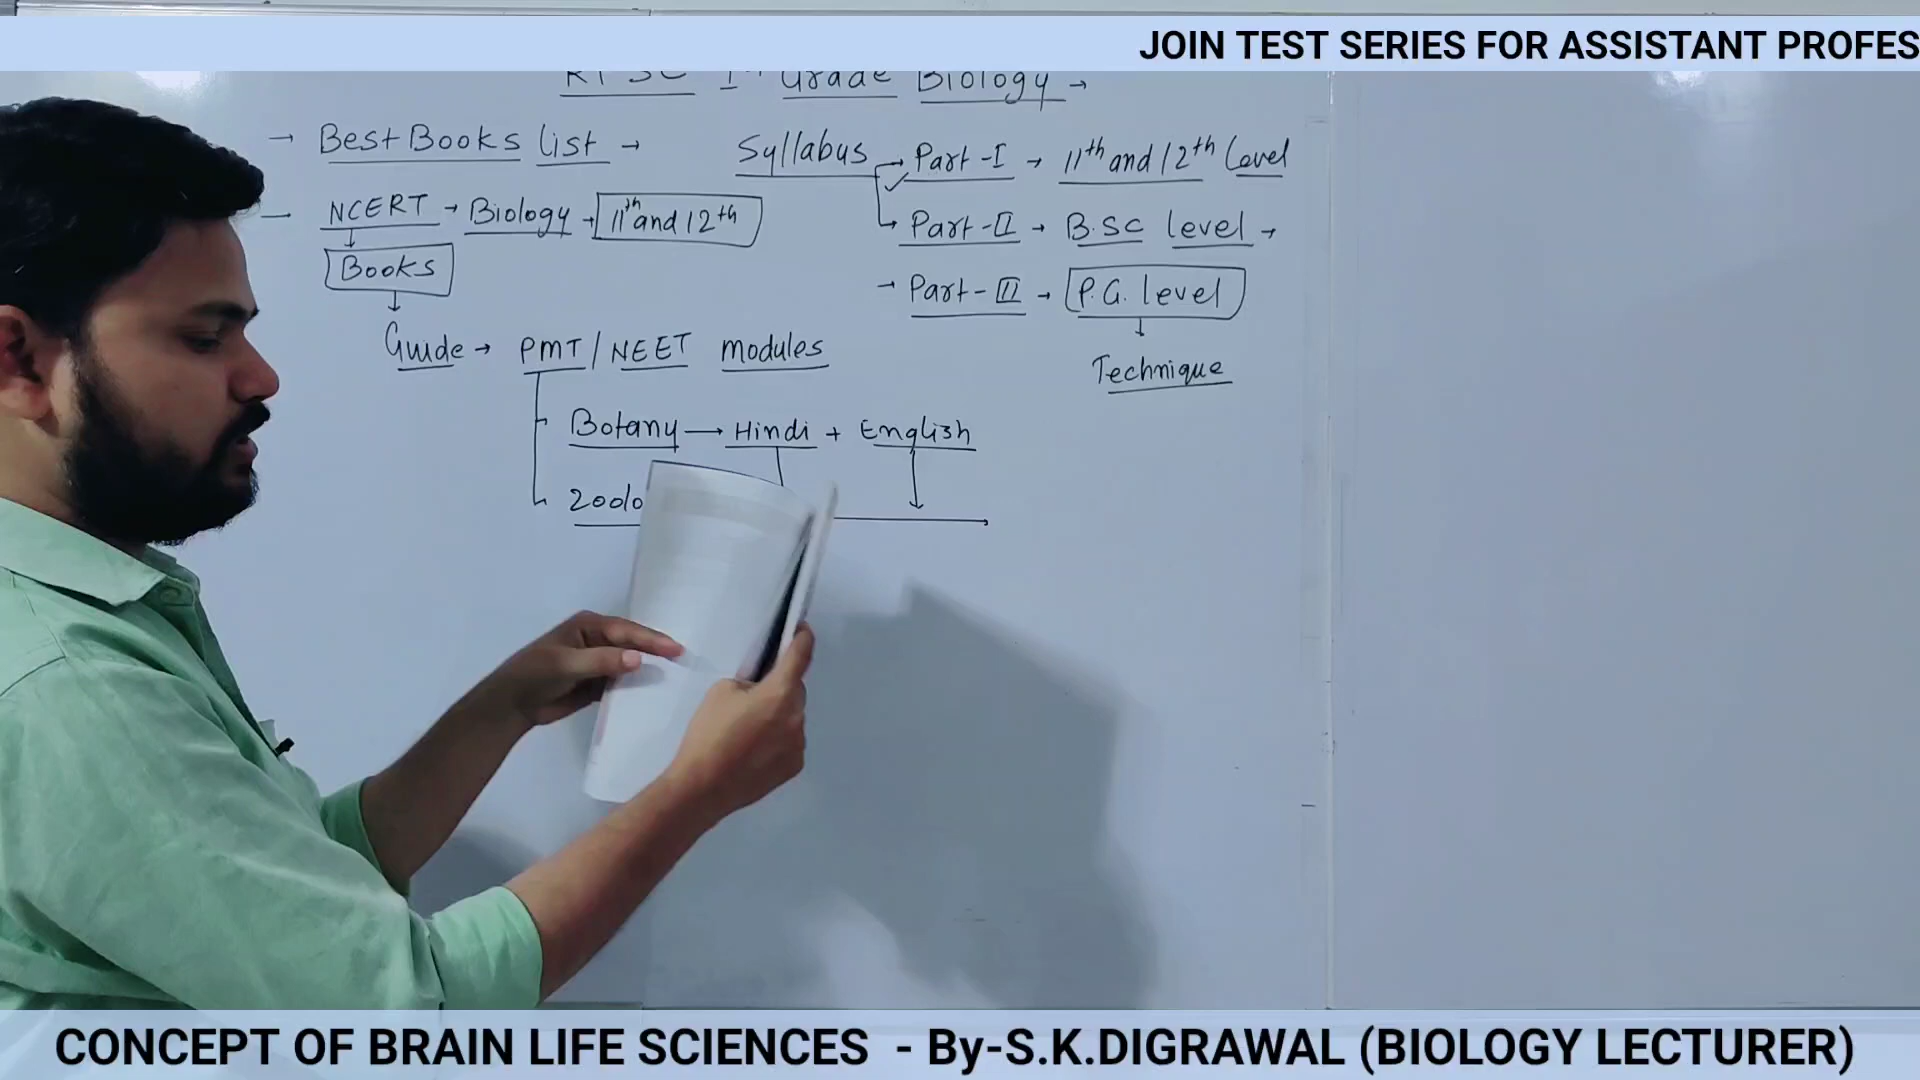 JOIN TEST SERIES FOR ASSISTANT PROFES
RPSC Ist Grade Biology →
→ Best Books list →
Syllabus → Part-I → 11th and 12th Level
→ NCERT → Biology → 11th and 12th
Part-II → B.Sc level →
Books
→ Part-III → P.G. level
Guide → PMT/NEET modules
Technique
Botany → Hindi + English
Zoolo
CONCEPT OF BRAIN LIFE SCIENCES - By-S.K.DIGRAWAL (BIOLOGY LECTURER)